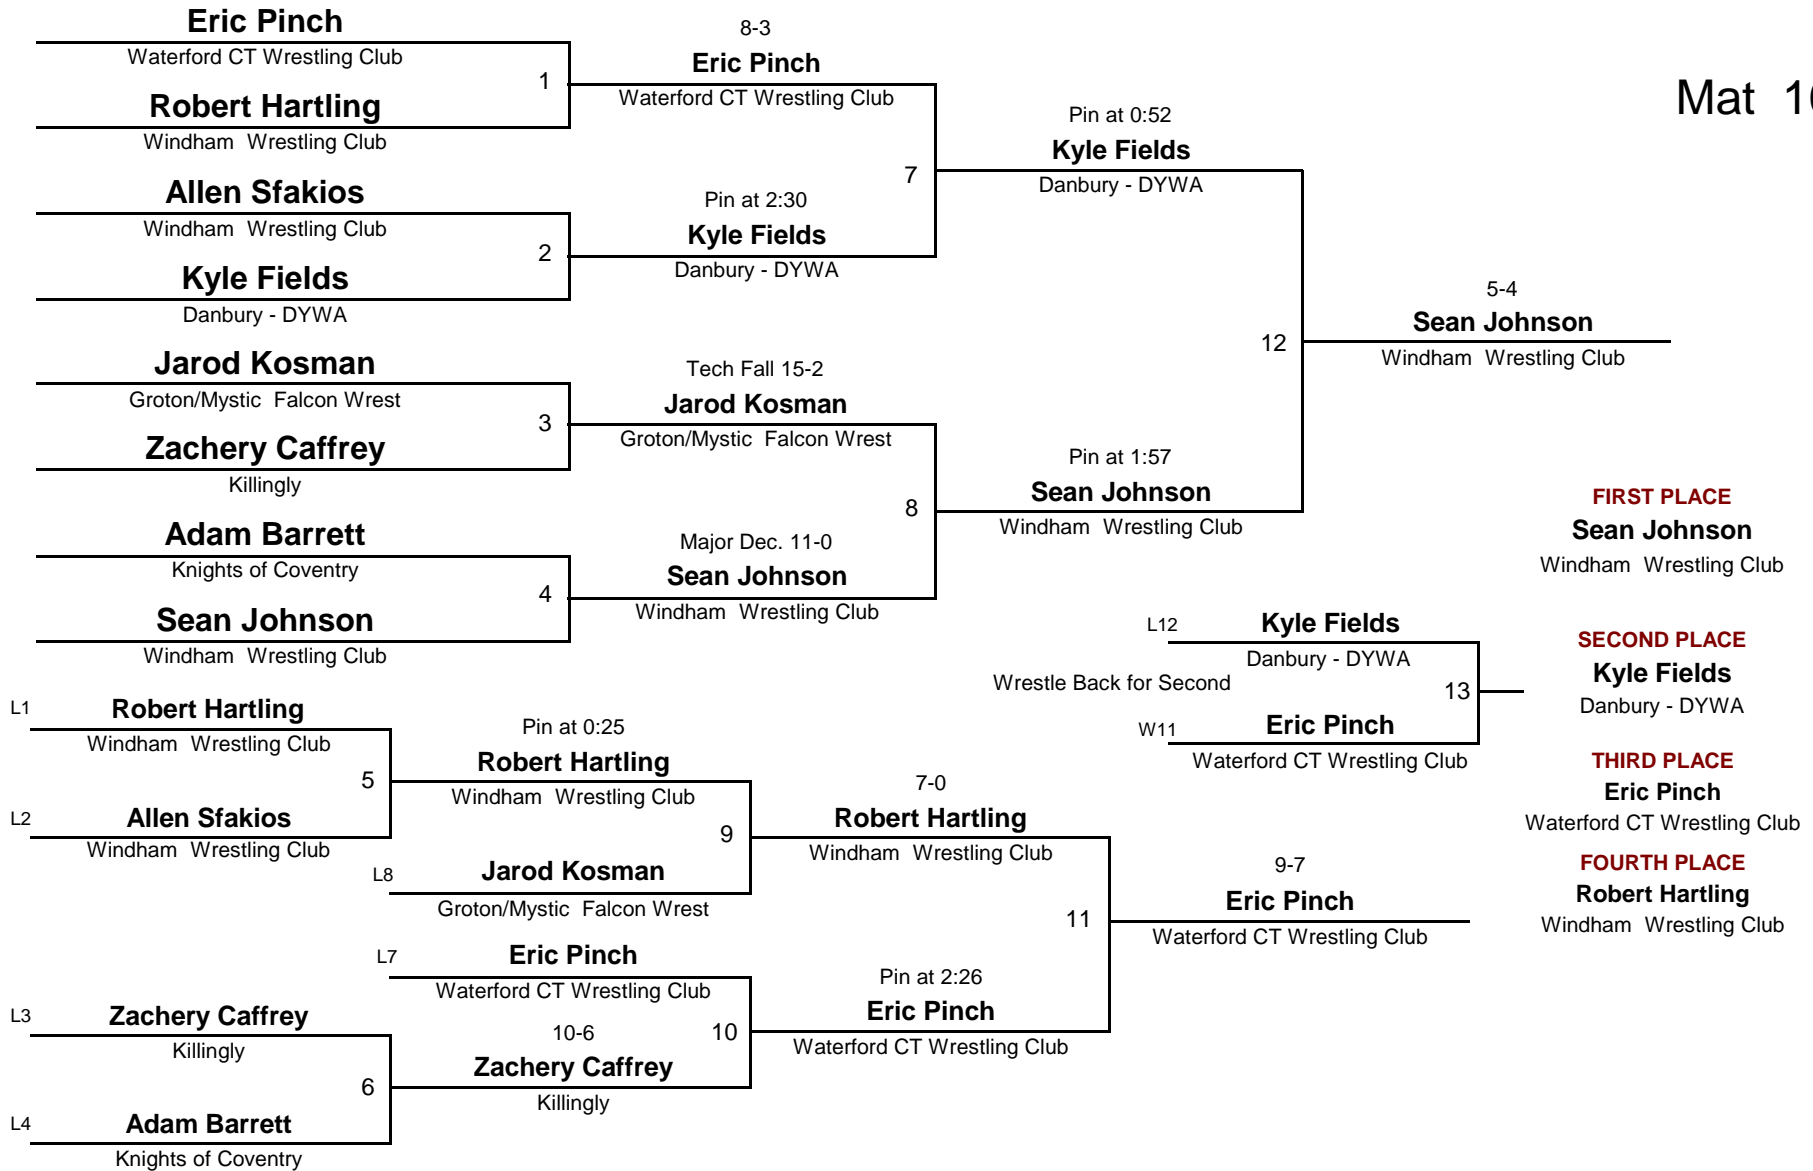 Eric Pinch
Waterford CT Wrestling Club
1
Robert Hartling
Windham Wrestling Club
Allen Sfakios
Windham Wrestling Club
2
Kyle Fields
Danbury - DYWA
Jarod Kosman
Groton/Mystic Falcon Wrest
3
Zachery Caffrey
Killingly
Adam Barrett
Knights of Coventry
4
Sean Johnson
Windham Wrestling Club
8-3
Eric Pinch
Waterford CT Wrestling Club
7
Pin at 2:30
Kyle Fields
Danbury - DYWA
Tech Fall 15-2
Jarod Kosman
Groton/Mystic Falcon Wrest
8
Major Dec. 11-0
Sean Johnson
Windham Wrestling Club
Pin at 0:52
Kyle Fields
Danbury - DYWA
12
Pin at 1:57
Sean Johnson
Windham Wrestling Club
5-4
Sean Johnson
Windham Wrestling Club
Mat
L1
Robert Hartling
Windham Wrestling Club
5
L2
Allen Sfakios
Windham Wrestling Club
L3
Zachery Caffrey
Killingly
6
L4
Adam Barrett
Knights of Coventry
Pin at 0:25
Robert Hartling
Windham Wrestling Club
9
L8
Jarod Kosman
Groton/Mystic Falcon Wrest
L7
Eric Pinch
Waterford CT Wrestling Club
10
10-6
Zachery Caffrey
Killingly
7-0
Robert Hartling
Windham Wrestling Club
11
Pin at 2:26
Eric Pinch
Waterford CT Wrestling Club
9-7
Eric Pinch
Waterford CT Wrestling Club
L12
Kyle Fields
Danbury - DYWA
Wrestle Back for Second
13
W11
Eric Pinch
Waterford CT Wrestling Club
FIRST PLACE
Sean Johnson
Windham Wrestling Club
SECOND PLACE
Kyle Fields
Danbury - DYWA
THIRD PLACE
Eric Pinch
Waterford CT Wrestling Club
FOURTH PLACE
Robert Hartling
Windham Wrestling Club